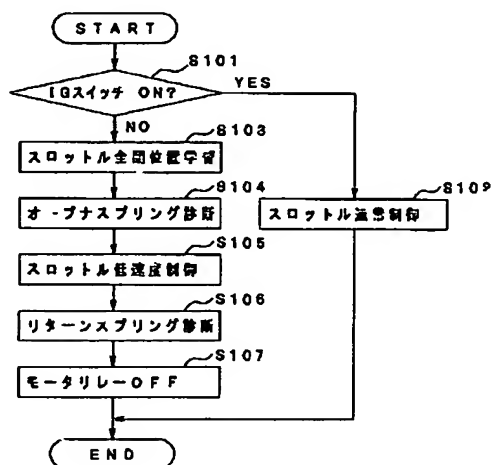 START
S101
IGスイッチ ON?
YES
NO
S103
スロットル全閉位置学習
S104
オープナスプリング診断
S109
スロットル通常制御
S105
スロットル低速度制御
S106
リターンスプリング診断
S107
モータリレーOFF
END